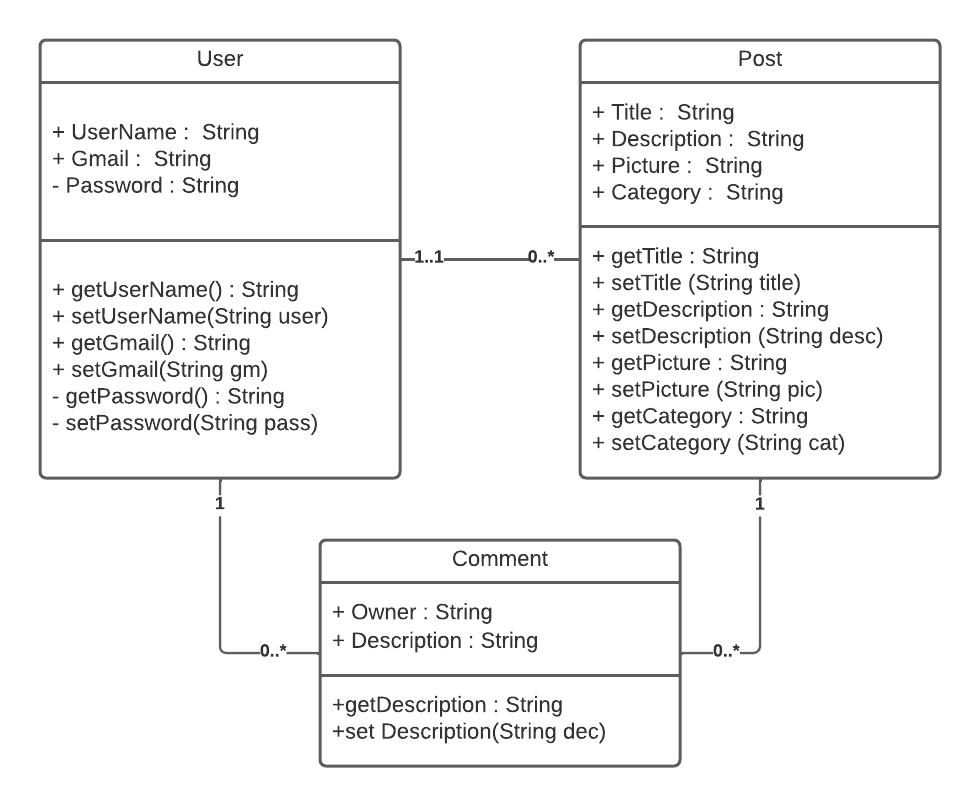 User
+ UserName :  String
+ Gmail :  String
- Password : String
+ getUserName() : String
+ setUserName(String user)
+ getGmail() : String
+ setGmail(String gm)
- getPassword() : String
- setPassword(String pass)
1..1
0..*
Post
+ Title :  String
+ Description :  String
+ Picture :  String
+ Category :  String
+ getTitle : String
+ setTitle (String title)
+ getDescription : String
+ setDescription (String desc)
+ getPicture : String
+ setPicture (String pic)
+ getCategory : String
+ setCategory (String cat)
1
1
0..*
0..*
Comment
+ Owner : String
+ Description : String
+getDescription : String
+set Description(String dec)